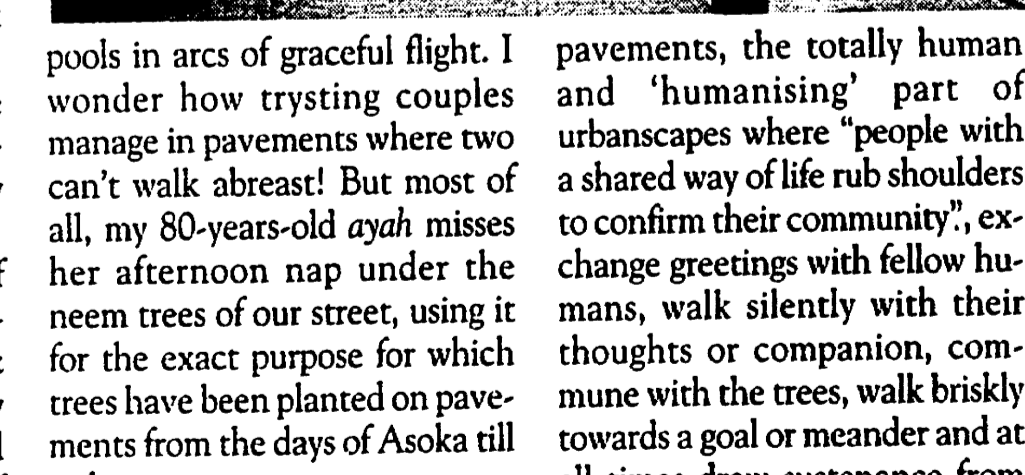 pools in arcs of graceful flight. I
wonder how trysting couples
manage in pavements where two
can't walk abreast! But most of
all, my 80-years-old ayah misses
her afternoon nap under the
neem trees of our street, using it
for the exact purpose for which
trees have been planted on pave-
ments from the days of Asoka till
pavements, the totally human
and ‘humanising’ part of
urbanscapes where “people with
a shared way of life rub shoulders
to confirm their community”, ex-
change greetings with fellow hu-
mans, walk silently with their
thoughts or companion, com-
mune with the trees, walk briskly
towards a goal or meander and at